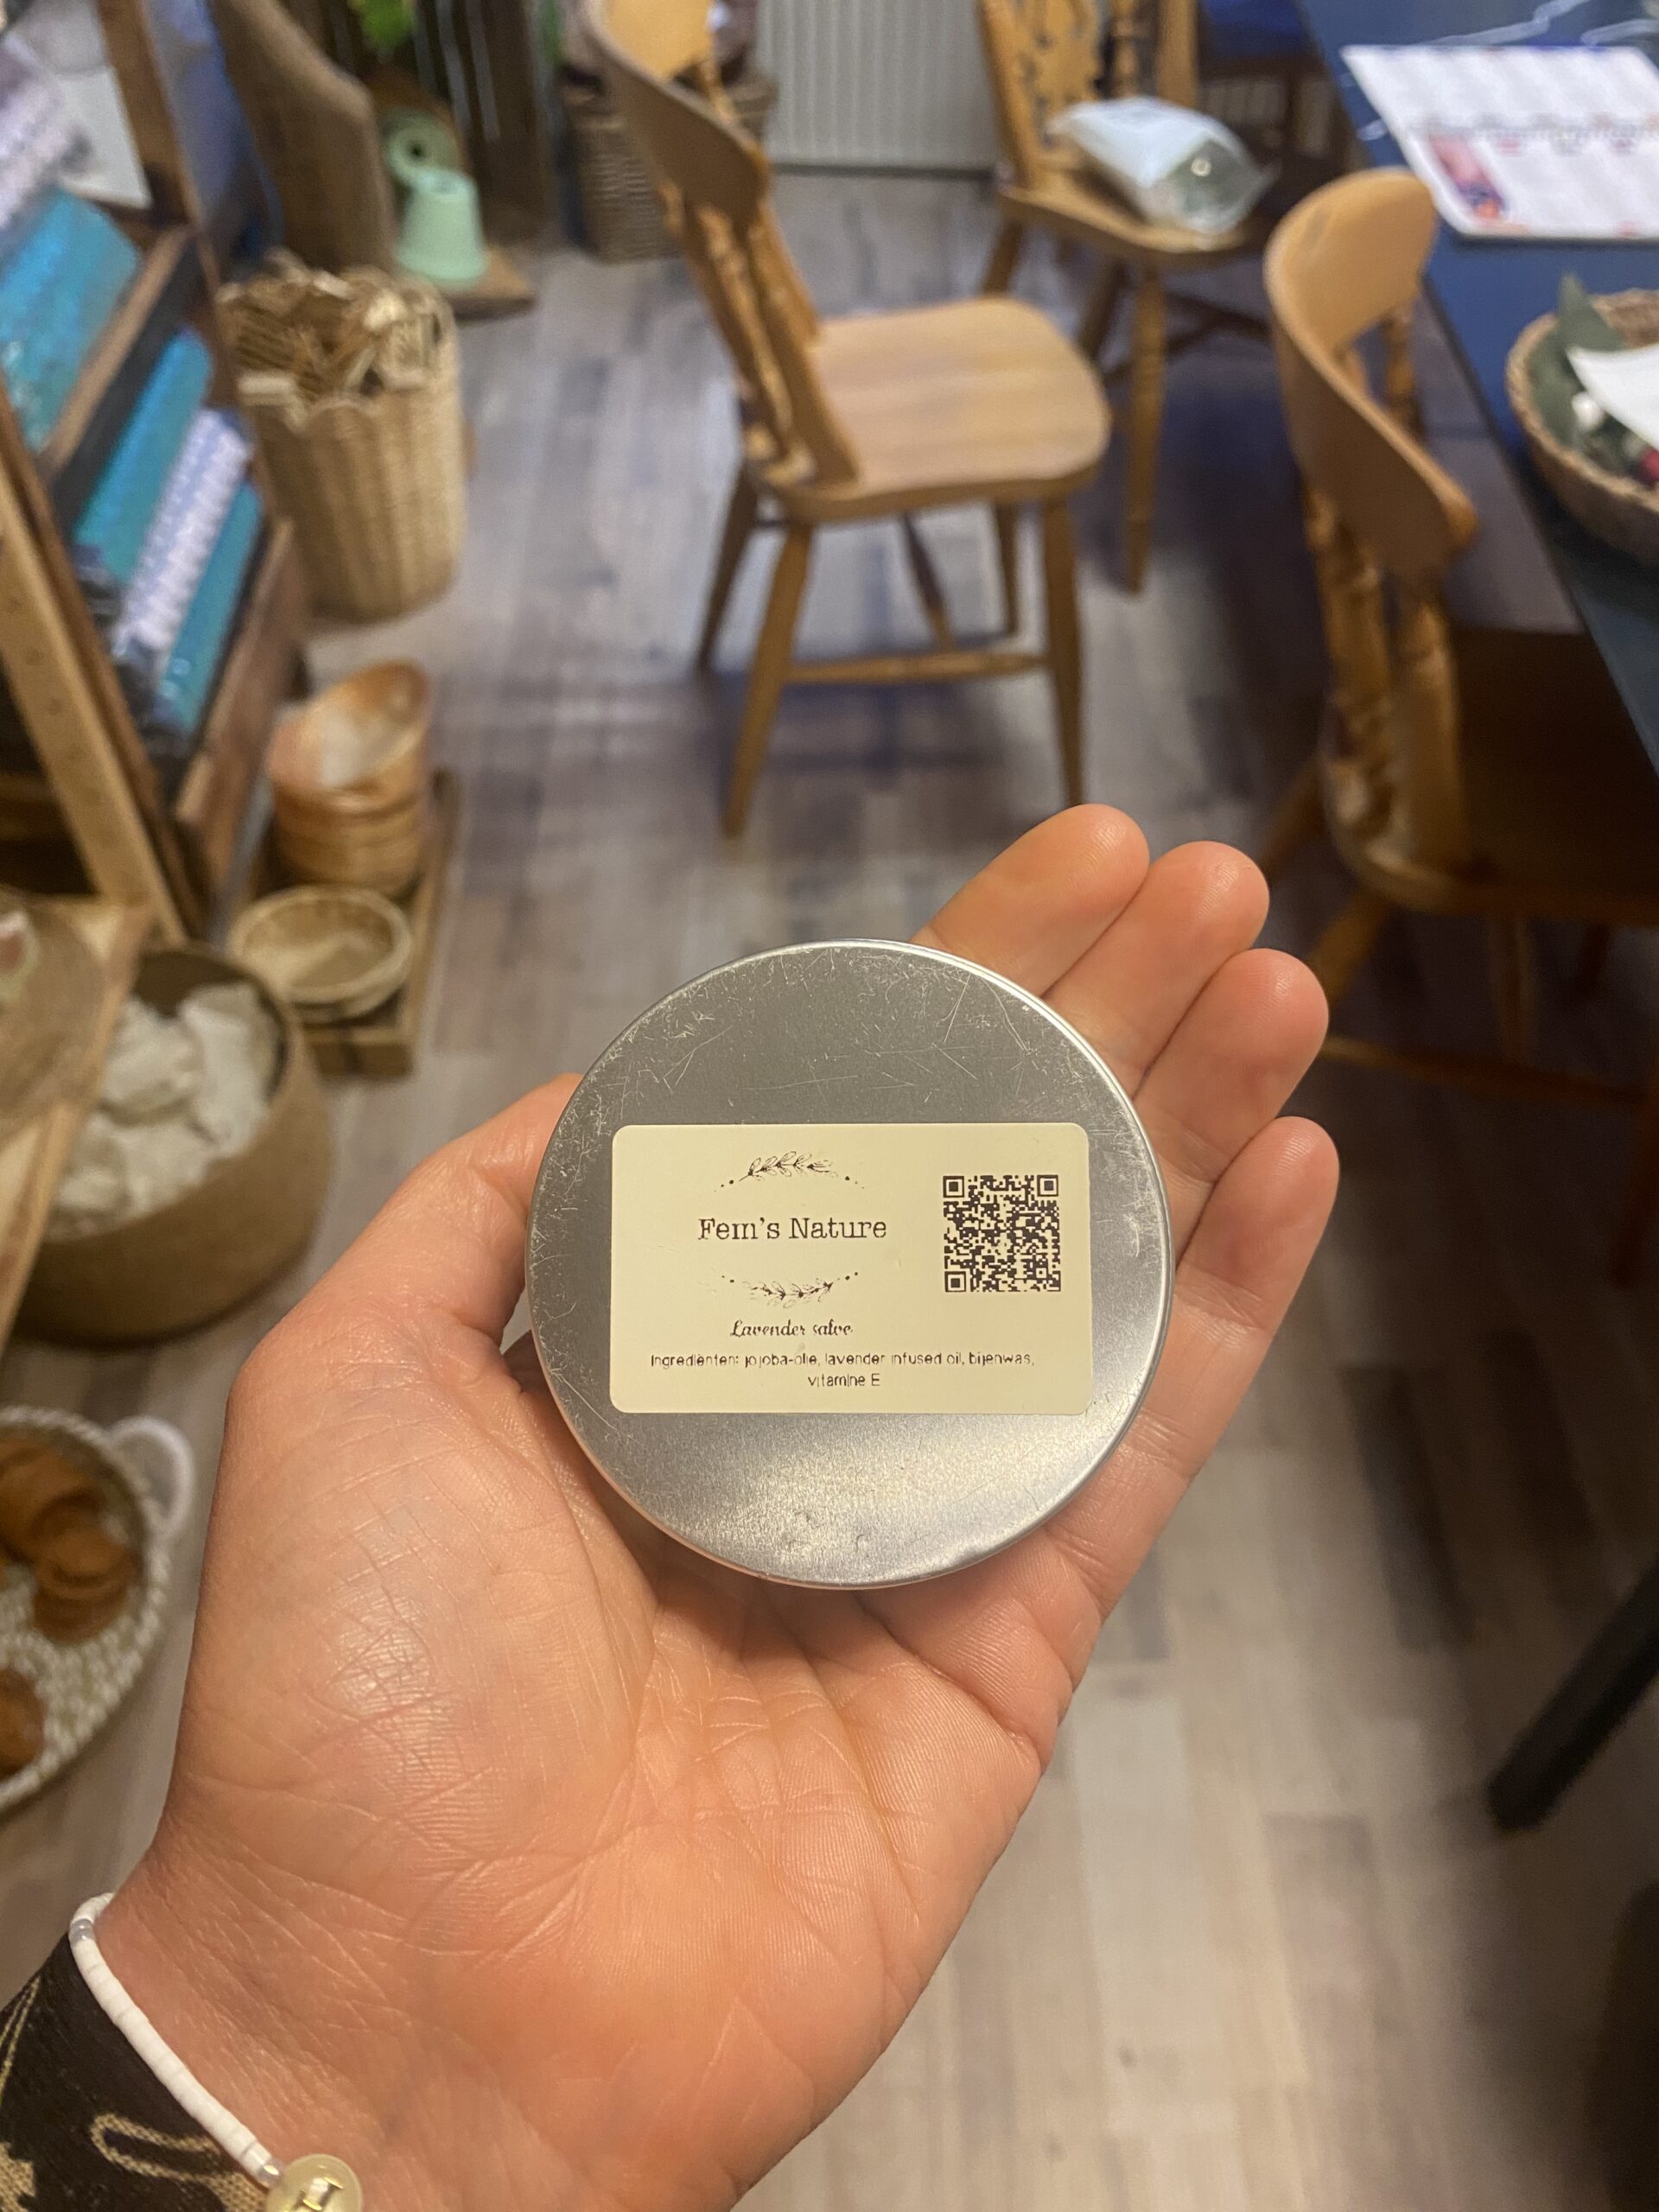 Fem's Nature
Lavender salve
Ingrediënten: jojoba-olie, lavender infused oil, bijenwas,
vitamine E